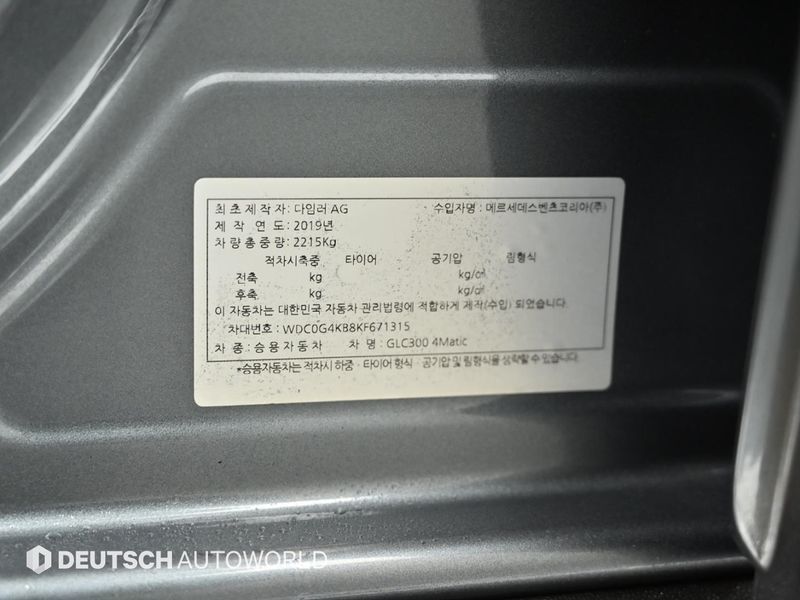 최초제작자: 다임러 AG 수입자명 : 메르세데스벤츠코리아(주)
제 작 연 도: 2019년
차 량 총 중 량: 2215Kg
적차시축중 타이어 공기압 림형식
전축 kg kg/㎠
후축 kg kg/㎠
이 자동차는 대한민국 자동차 관리법령에 적합하게 제작(수입) 되었습니다.
차대번호 : WDC0G4KB8KF671315
차 종 : 승용자동차 차 명 : GLC300 4Matic
*승용자동차는 적차시 하중 · 타이어 형식 · 공기압 및 림형식을 생략할 수 있습니다.
DEUTSCH AUTOWORLD